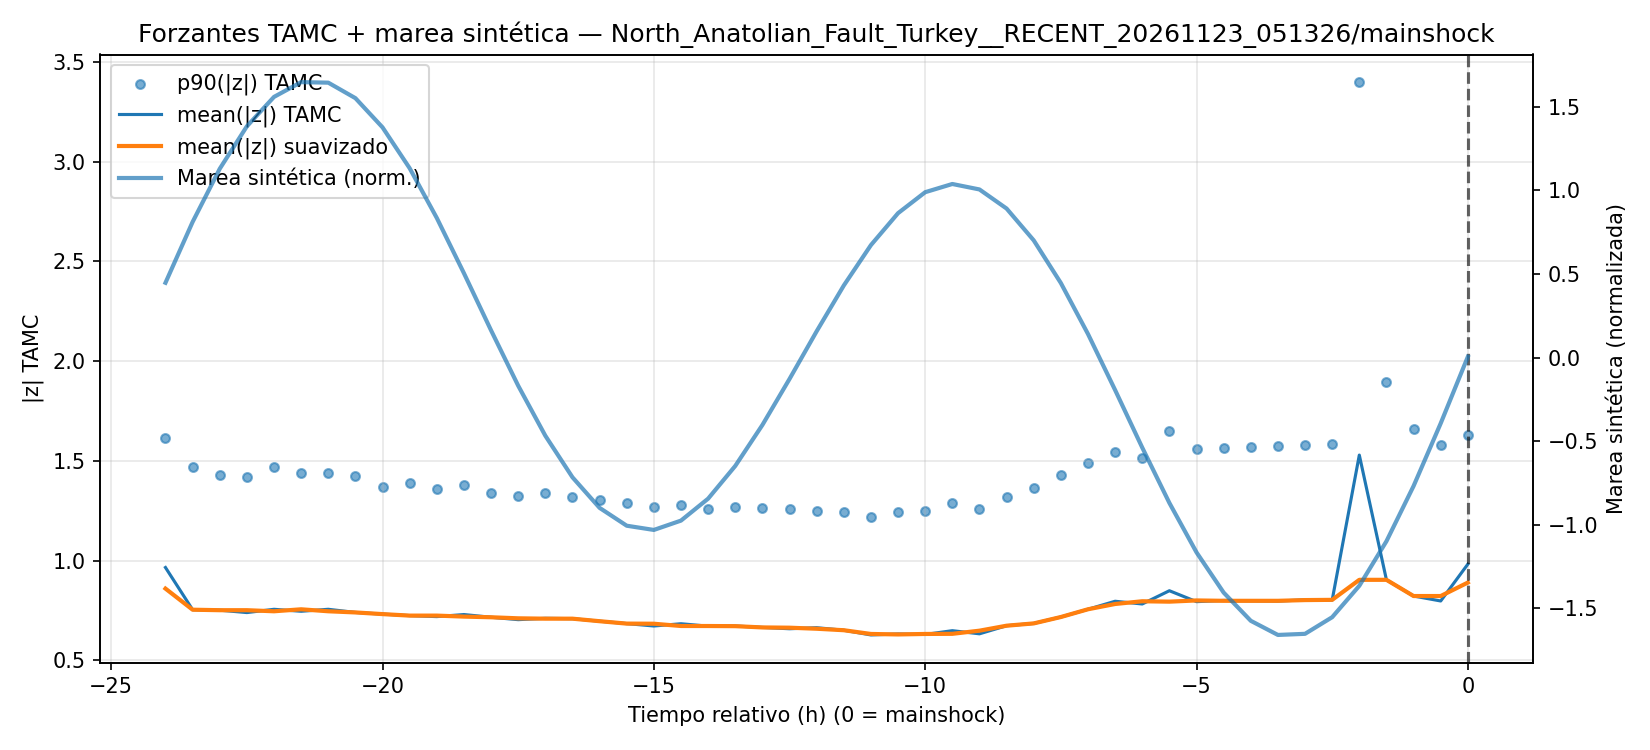 Forzantes TAMC + marea sintética — North_Anatolian_Fault_Turkey__RECENT_20261123_051326/mainshock
p90(|z|) TAMC
mean(|z|) TAMC
mean(|z|) suavizado
Marea sintética (norm.)
|z| TAMC
3.5
3.0
2.5
2.0
1.5
1.0
0.5
Marea sintética (normalizada)
1.5
1.0
0.5
0.0
−0.5
−1.0
−1.5
−25
−20
−15
−10
−5
0
Tiempo relativo (h) (0 = mainshock)